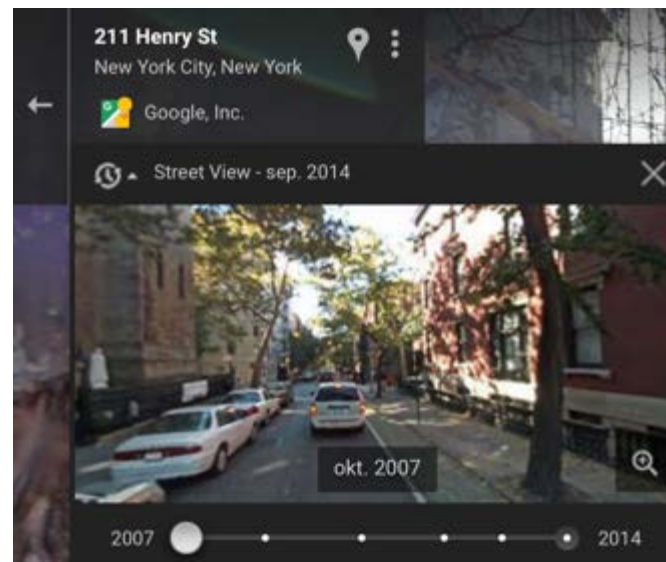 211 Henry St
New York City, New York
Google, Inc.
Street View - sep. 2014
okt. 2007
2007
2014